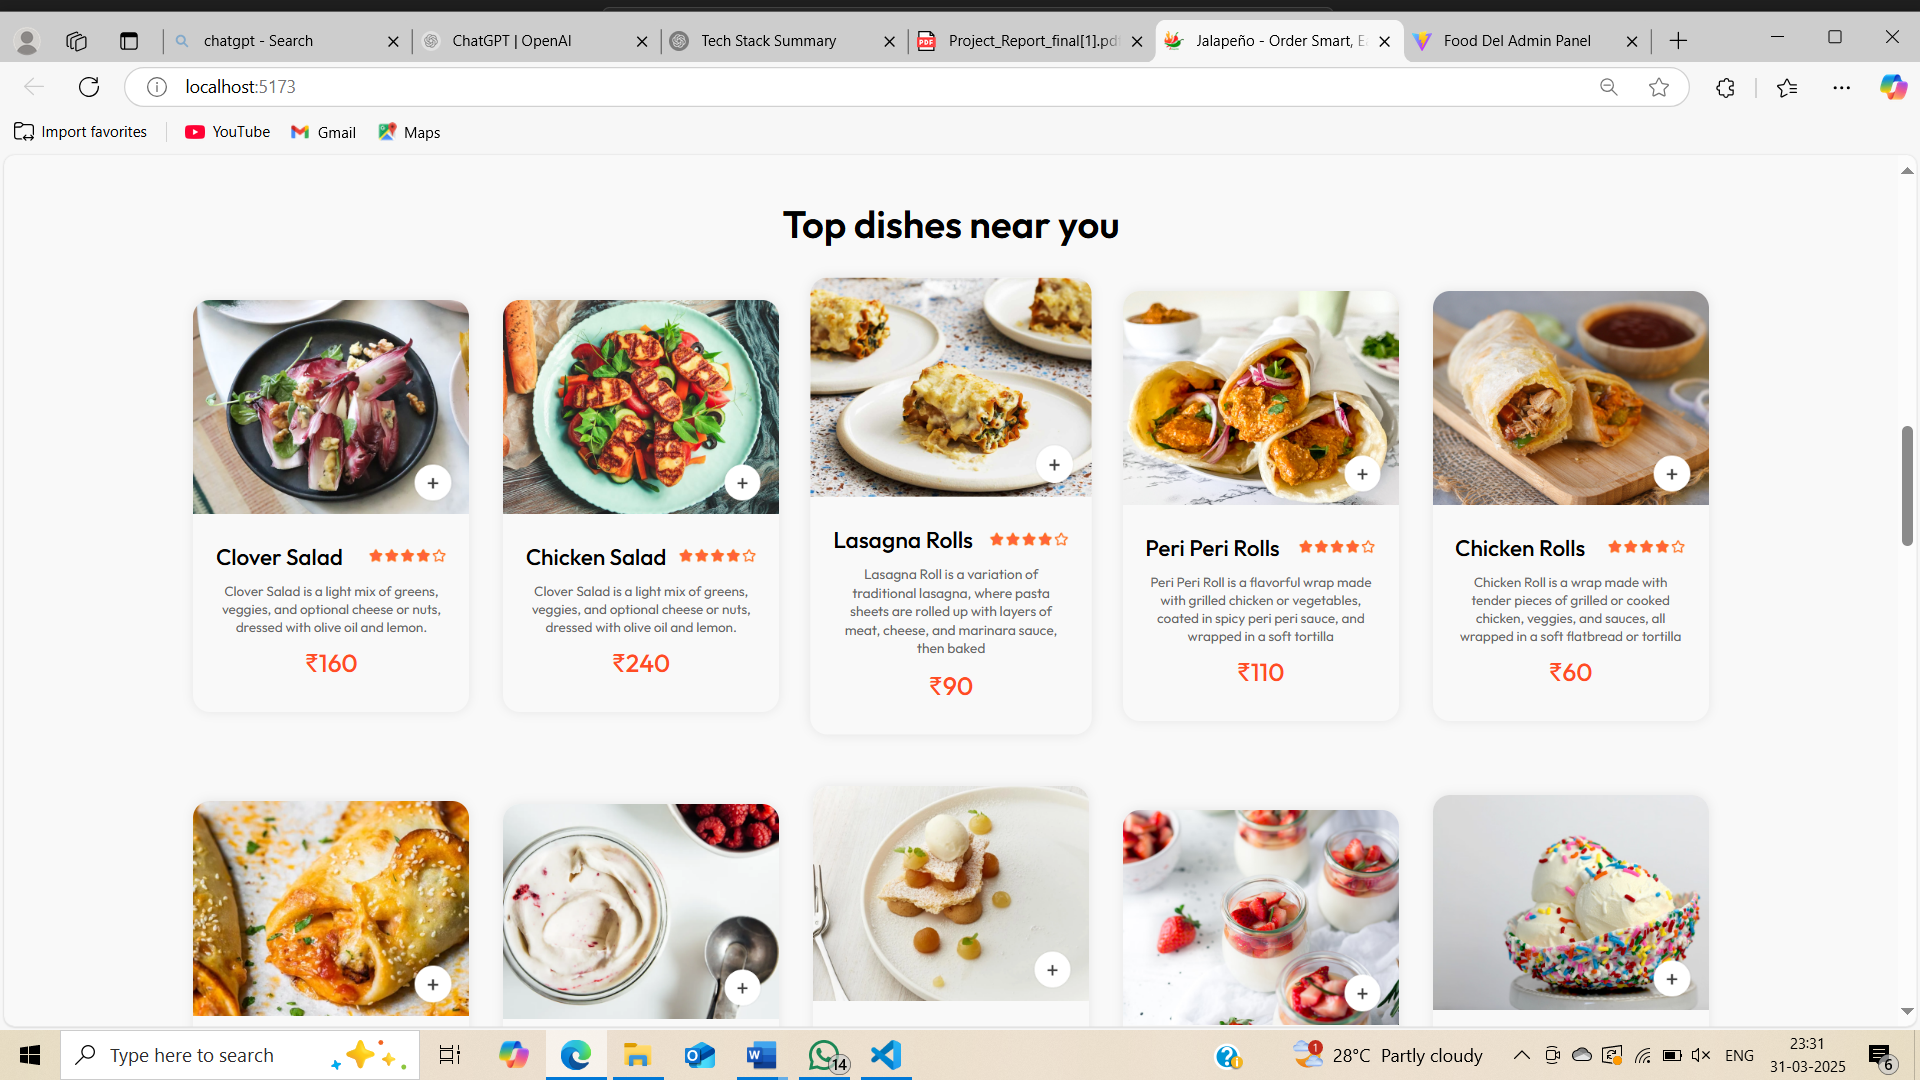 chatgpt - Search
ChatGPT | OpenAI
Tech Stack Summary
Project_Report_final[1].pdf
Jalapeño - Order Smart, E
Food Del Admin Panel
localhost:5173
Import favorites
YouTube
Gmail
Maps
Top dishes near you
Clover Salad
Clover Salad is a light mix of greens,
veggies, and optional cheese or nuts,
dressed with olive oil and lemon.
₹160
Chicken Salad
Clover Salad is a light mix of greens,
veggies, and optional cheese or nuts,
dressed with olive oil and lemon.
₹240
Lasagna Rolls
Lasagna Roll is a variation of
traditional lasagna, where pasta
sheets are rolled up with layers of
meat, cheese, and marinara sauce,
then baked
₹90
Peri Peri Rolls
Peri Peri Roll is a flavorful wrap made
with grilled chicken or vegetables,
coated in spicy peri peri sauce, and
wrapped in a soft tortilla
₹110
Chicken Rolls
Chicken Roll is a wrap made with
tender pieces of grilled or cooked
chicken, veggies, and sauces, all
wrapped in a soft flatbread or tortilla
₹60
Type here to search
14
1
28°C Partly cloudy
ENG
23:31
31-03-2025
6